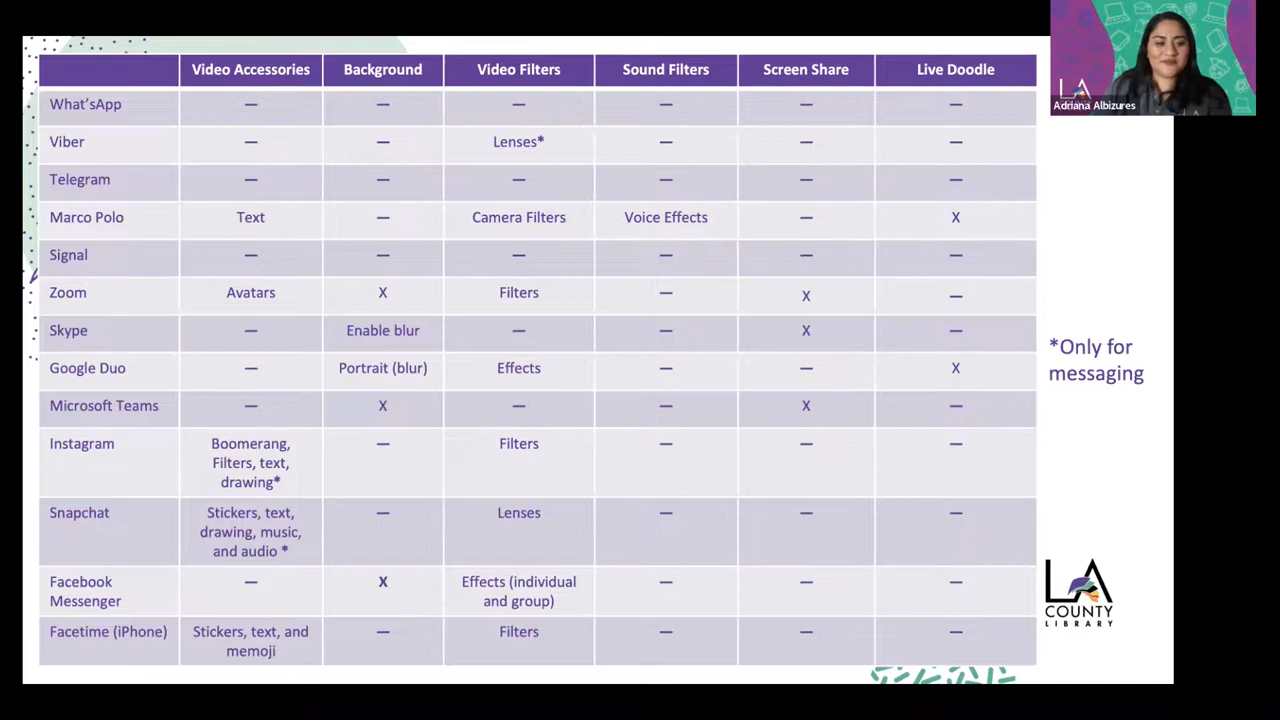 Video Accessories Background Video Filters Sound Filters Screen Share Live Doodle
What'sApp — — — — — —
Viber — — Lenses* — — —
Telegram — — — — — —
Marco Polo Text — Camera Filters Voice Effects — X
Signal — — — — — —
Zoom Avatars X Filters — X —
Skype — Enable blur — — X —
Google Duo — Portrait (blur) Effects — — X
Microsoft Teams — X — — X —
Instagram Boomerang, — Filters — — —
Filters, text,
drawing*
Snapchat Stickers, text, — Lenses — — —
drawing, music,
and audio *
Facebook — X Effects (individual — — —
Messenger and group)
Facetime (iPhone) Stickers, text, and — Filters — — —
memoji
LA
Adriana Albizures
*Only for
messaging
LA
COUNTY
LIBRARY